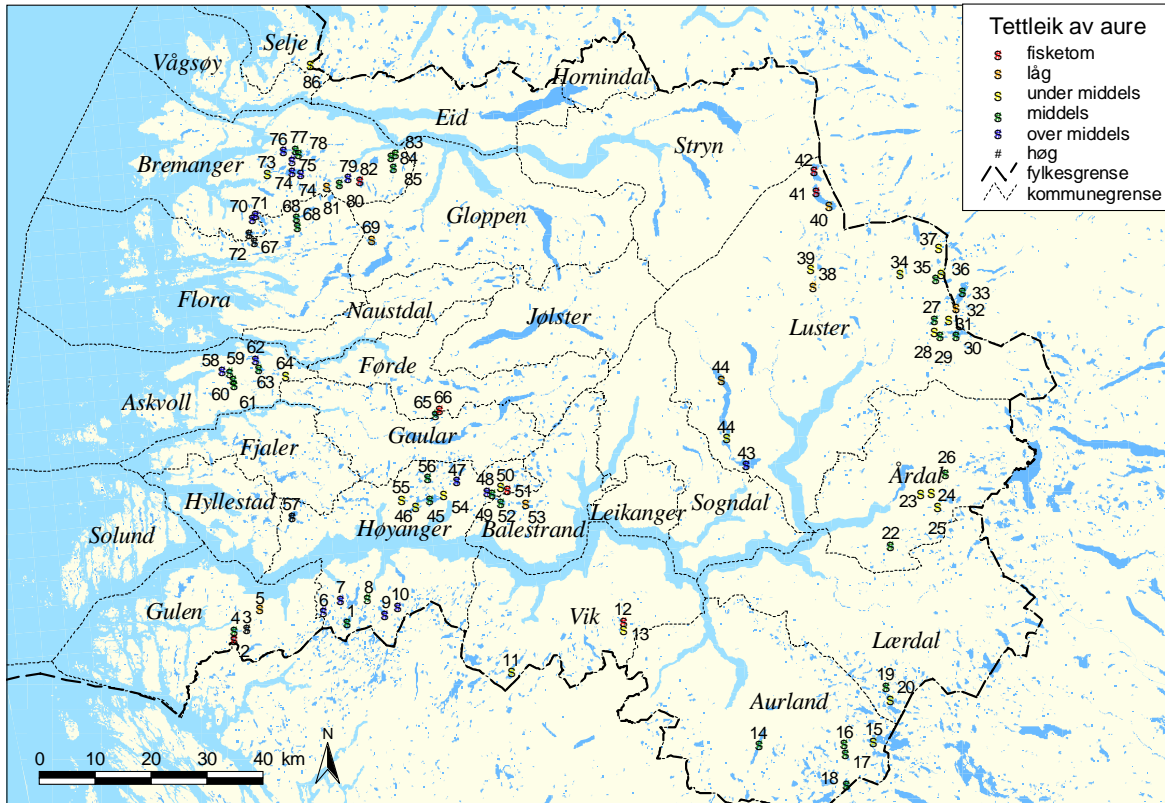 Tettleik av aure
fisketom
låg
under middels
middels
over middels
høg
fylkesgrense
kommunegrense
Selje
Vågsøy
86
Hornindal
Eid
Stryn
76 77 78
83
84
85
Bremanger
73
74
75
74
79
82
80
81
42
41
40
70
71
68
68
69
72
67
Gloppen
37
39
38
34
35
36
33
32
Flora
Naustdal
Jølster
Luster
27
31
28
29
30
62
58
59
64
63
60
61
Førde
Askvoll
44
65
66
Gaular
44
43
Fjaler
56
47
48
50
51
55
46
45
54
49
52
53
Årdal
26
23
24
25
22
Hyllestad
57
Høyanger
Balestrand
Leikanger
Sogndal
Solund
Gulen
5
4
3
2
7
8
6
1
9
10
Vik
12
13
11
Lærdal
19
20
Aurland
14
16
15
17
18
N
0 10 20 30 40 km